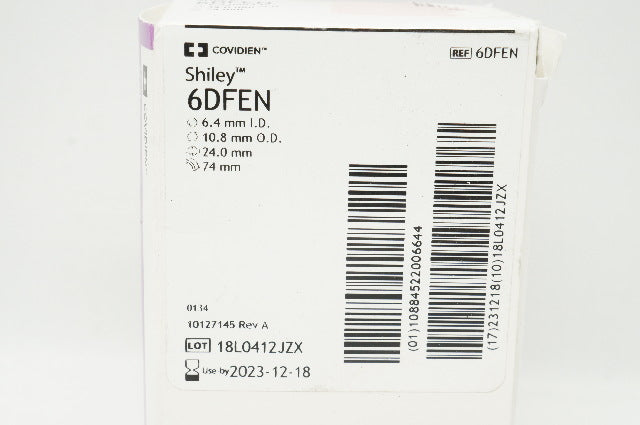 COVIDIEN™
REF 6DFEN
Shiley™
6DFEN
6.4 mm I.D.
10.8 mm O.D.
24.0 mm
74 mm
(01)10884522006644
(17)231218(10)18L0412JZX
0134
10127145 Rev A
LOT 18L0412JZX
Use by 2023-12-18
COVIDIEN